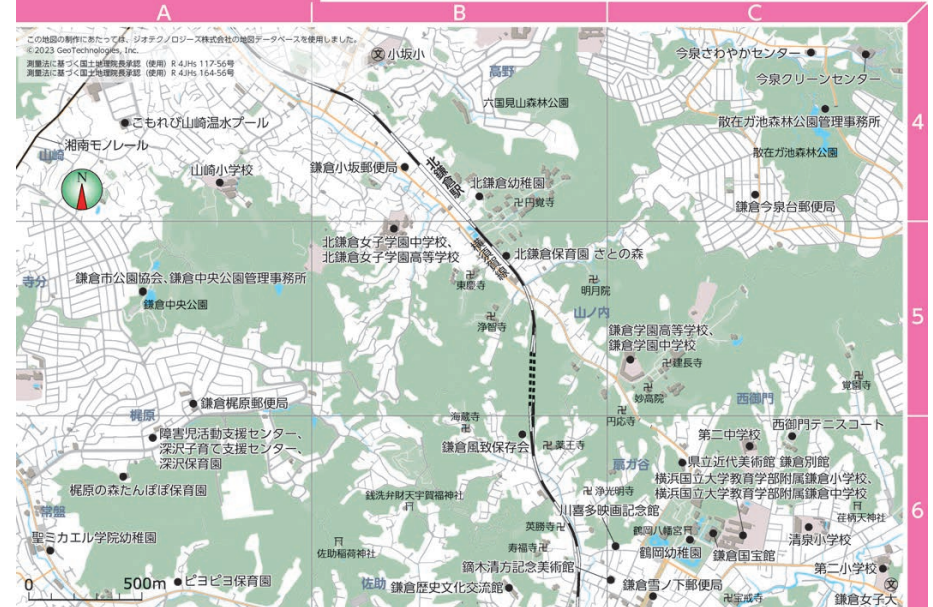 A
B
C
この地図の制作にあたっては、ジオテクノロジーズ株式会社の地図データベースを使用しました。
©2023 GeoTechnologies, Inc.
測量法に基づく国土地理院長承認（使用）R 4JHs 117-56号
測量法に基づく国土地理院長承認（使用）R 4JHs 164-56号
文 小坂小
今泉さわやかセンター
高野
今泉クリーンセンター
六国見山森林公園
4
こもれび山崎温水プール
散在ガ池森林公園管理事務所
湘南モノレール
山崎
散在ガ池森林公園
山崎小学校
鎌倉小坂郵便局
北鎌倉駅
N
北鎌倉幼稚園
卍円覚寺
鎌倉今泉台郵便局
北鎌倉女子学園中学校、
北鎌倉女子学園高等学校
横須賀線
北鎌倉保育園 さとの森
鎌倉市公園協会、鎌倉中央公園管理事務所
寺分
卍
東慶寺
卍
明月院
鎌倉中央公園
山ノ内
5
卍
浄智寺
鎌倉学園高等学校、
鎌倉学園中学校
卍建長寺
卍
覚園寺
卍
妙高院
西御門
鎌倉梶原郵便局
梶原
海蔵寺
卍
卍
円応寺
西御門テニスコート
障害児活動支援センター、
深沢子育て支援センター、
深沢保育園
鎌倉風致保存会
卍薬王寺
第二中学校
扇ガ谷
県立近代美術館 鎌倉別館
梶原の森たんぽぽ保育園
横浜国立大学教育学部附属鎌倉小学校、
横浜国立大学教育学部附属鎌倉中学校
銭洗弁財天宇賀福神社
卍浄光明寺
常盤
川喜多映画記念館
6
荏柄天神社
聖ミカエル学院幼稚園
英勝寺
卍
鶴岡八幡宮
清泉小学校
佐助稲荷神社
寿福寺卍
鶴岡幼稚園
鎌倉国宝館
鏑木清方記念美術館
第二小学校
0
500m
ピヨピヨ保育園
佐助
鎌倉歴史文化交流館
鎌倉雪ノ下郵便局
文
卍宝戒寺
鎌倉女子大